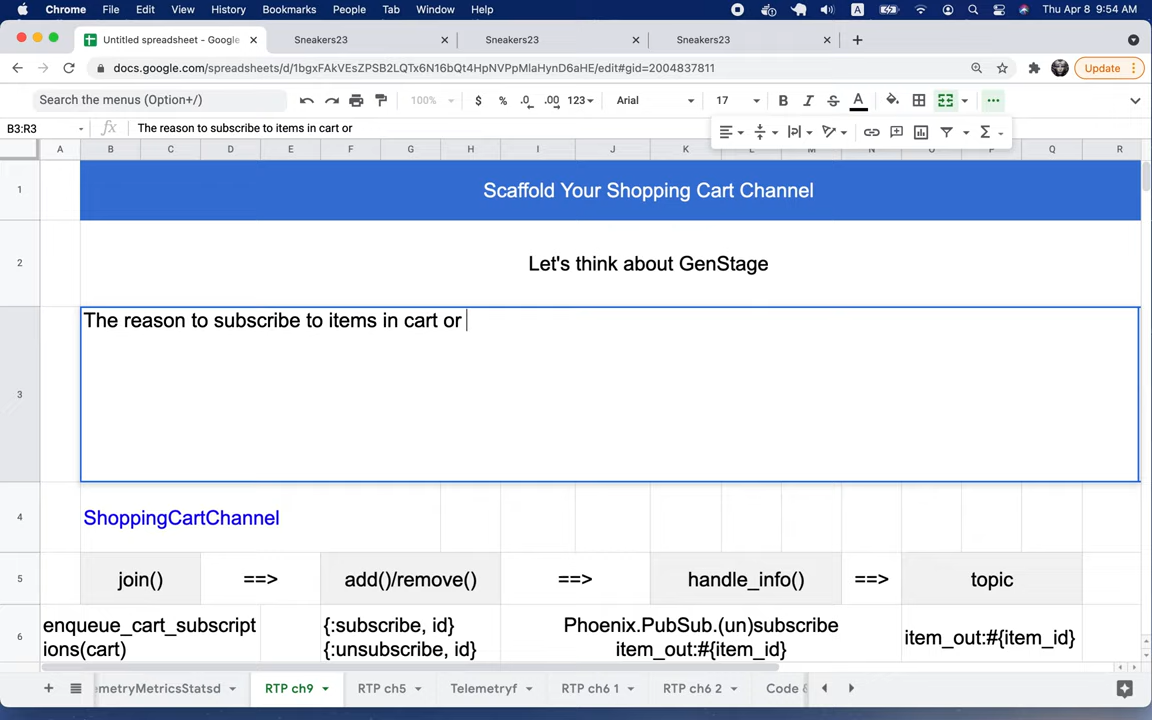 Chrome File Edit View History Bookmarks People Tab Window Help A Thu Apr 8 9:54 AM
Untitled spreadsheet - Google Sneakers23 Sneakers23 Sneakers23
docs.google.com/spreadsheets/d/1bgxFAkVEsZPSB2LQTx6N16bQt4HpNVPpMlaHynD6aHE/edit#gid=2004837811 Update
Search the menus (Option+/) 100% $ % .0 .00 123 Arial 17 B I S A
B3:R3 fx The reason to subscribe to items in cart or
A B C D E F G H I J K L M N O P Q R
1 Scaffold Your Shopping Cart Channel
2 Let's think about GenStage
The reason to subscribe to items in cart or
3
4 ShoppingCartChannel
5 join() ==> add()/remove() ==> handle_info() ==> topic
enqueue_cart_subscript {:subscribe, id} Phoenix.PubSub.(un)subscribe
6 item_out:#{item_id}
ions(cart) {:unsubscribe, id} item_out:#{item_id}
emetryMetricsStatsd RTP ch9 RTP ch5 Telemetryf RTP ch6 1 RTP ch6 2 Code